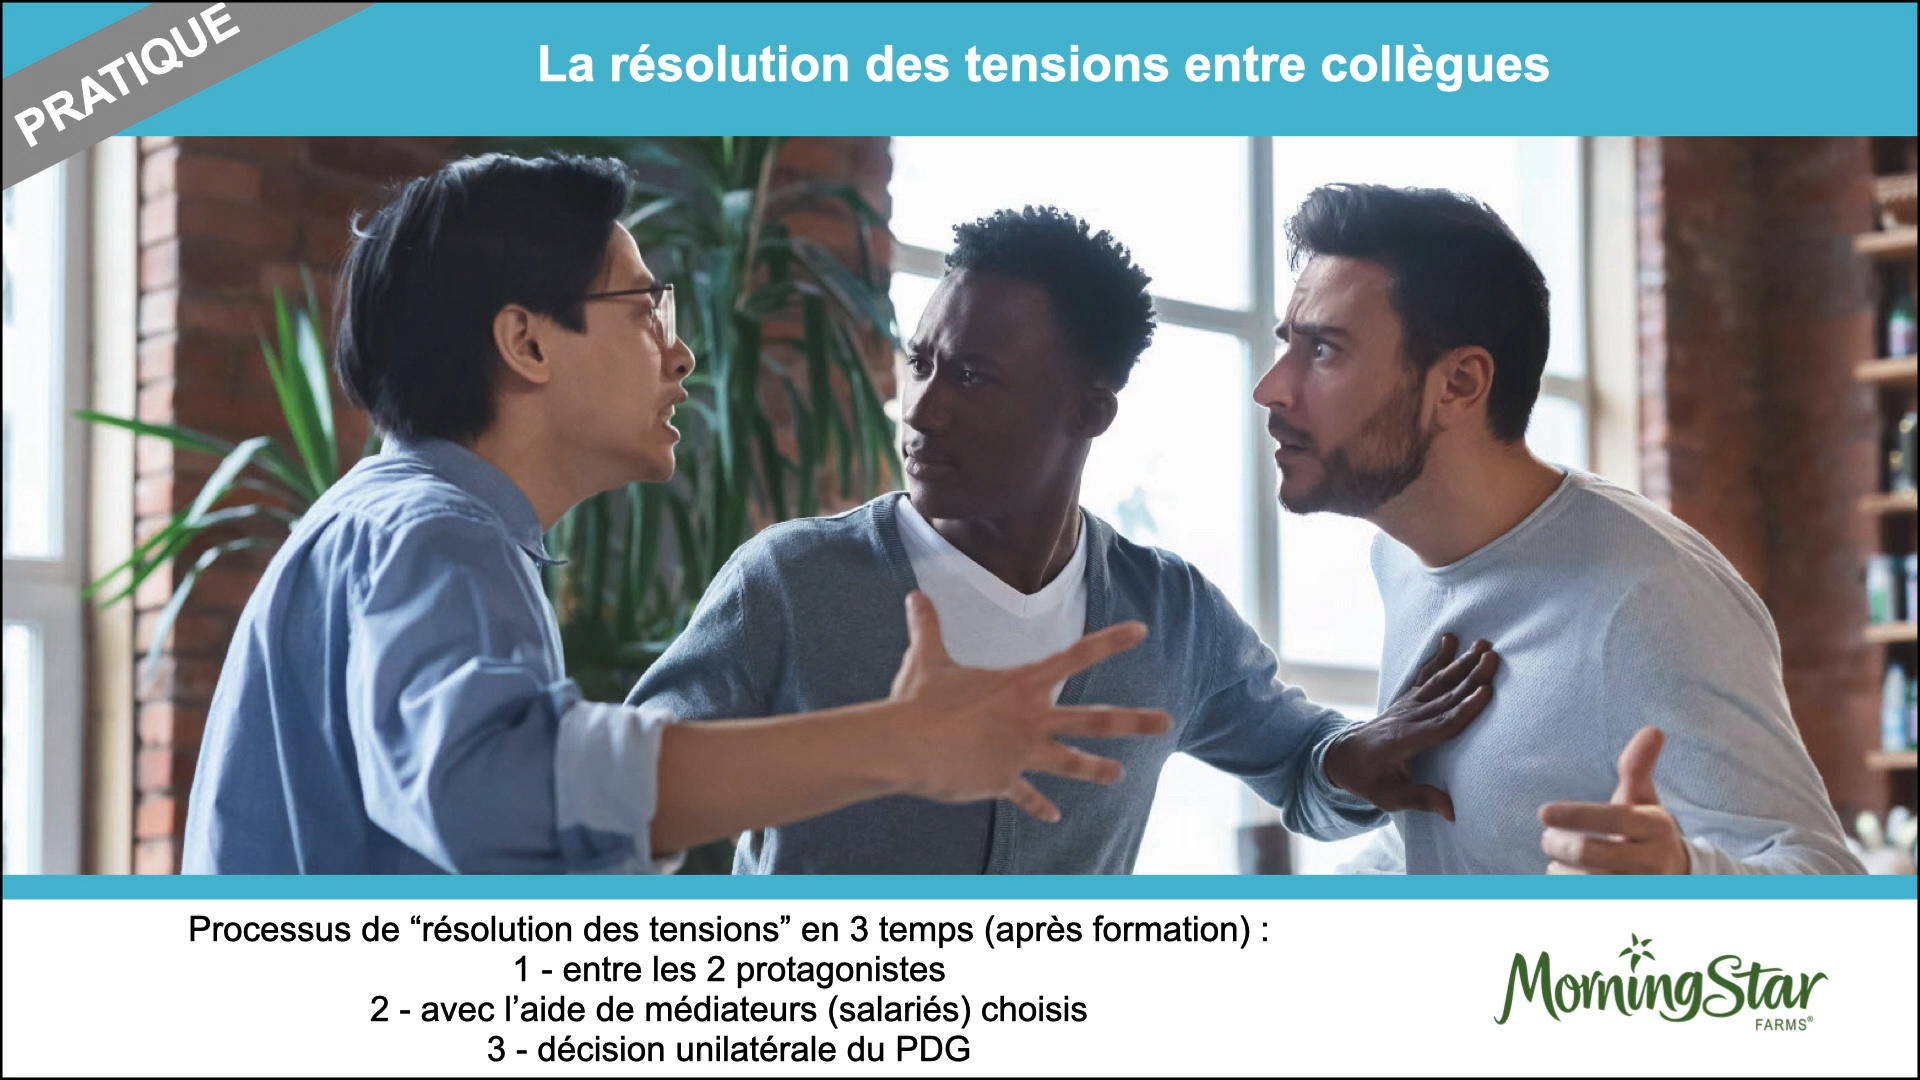 PRATIQUE
La résolution des tensions entre collègues
Processus de “résolution des tensions” en 3 temps (après formation) :
1 - entre les 2 protagonistes
2 - avec l’aide de médiateurs (salariés) choisis
3 - décision unilatérale du PDG
MorningStar
FARMS®